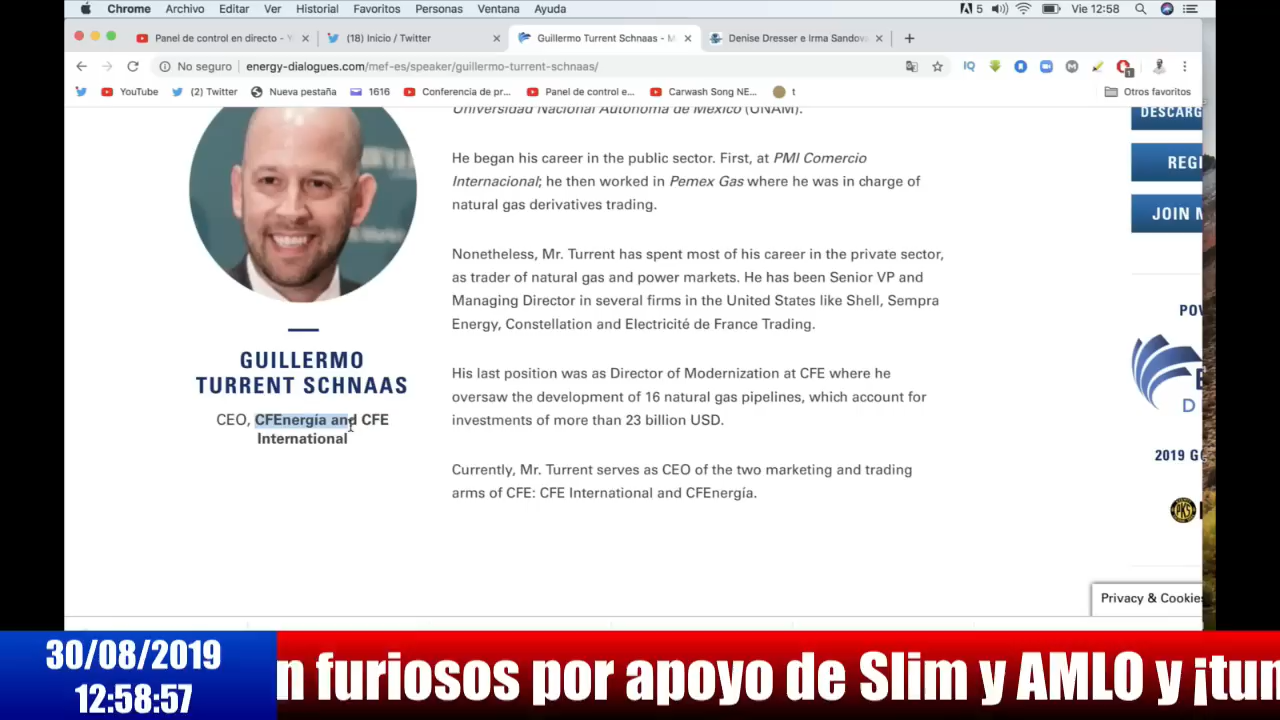 Chrome Archivo Editar Ver Historial Favoritos Personas Ventana Ayuda 5 Vie 12:58
Panel de control en directo - Y × (18) Inicio / Twitter × Guillermo Turrent Schnaas - M × Denise Dresser e Irma Sandova × +
No seguro energy-dialogues.com/mef-es/speaker/guillermo-turrent-schnaas/ IQ 1
YouTube (2) Twitter Nueva pestaña 1616 Conferencia de pr... Panel de control e... Carwash Song NE... t Otros favoritos
Universidad Nacional Autónoma de México (UNAM).
He began his career in the public sector. First, at PMI Comercio
Internacional; he then worked in Pemex Gas where he was in charge of
natural gas derivatives trading.
Nonetheless, Mr. Turrent has spent most of his career in the private sector,
as trader of natural gas and power markets. He has been Senior VP and
Managing Director in several firms in the United States like Shell, Sempra
Energy, Constellation and Electricité de France Trading.
His last position was as Director of Modernization at CFE where he
oversaw the development of 16 natural gas pipelines, which account for
investments of more than 23 billion USD.
Currently, Mr. Turrent serves as CEO of the two marketing and trading
arms of CFE: CFE International and CFEnergía.
GUILLERMO
TURRENT SCHNAAS
CEO, CFEnergía and CFE
International
DESCARG
REGI
JOIN M
POW
E
D
2019 GO
PKS
Privacy & Cookies
30/08/2019
12:58:57
n furiosos por apoyo de Slim y AMLO y ¡tun